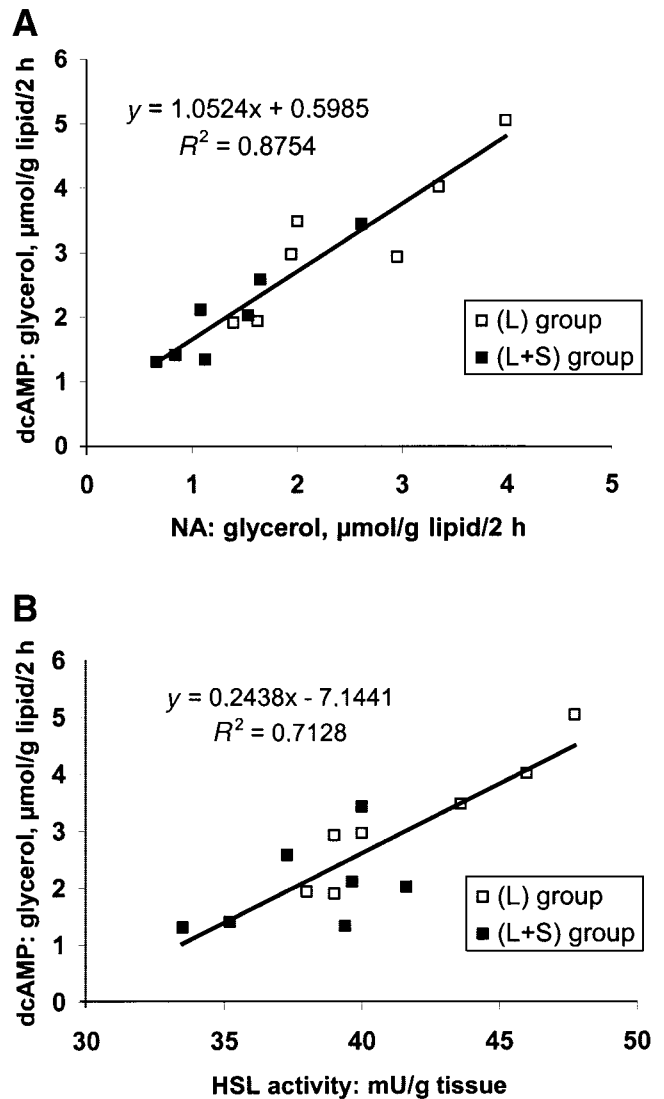 A
dcAMP: glycerol, µmol/g lipid/2 h
6
5
4
3
2
1
0
y = 1.0524x + 0.5985
R² = 0.8754
(L) group
(L+S) group
0 1 2 3 4 5
NA: glycerol, µmol/g lipid/2 h
B
dcAMP: glycerol, µmol/g lipid/2 h
6
5
4
3
2
1
0
y = 0.2438x - 7.1441
R² = 0.7128
(L) group
(L+S) group
30 35 40 45 50
HSL activity: mU/g tissue